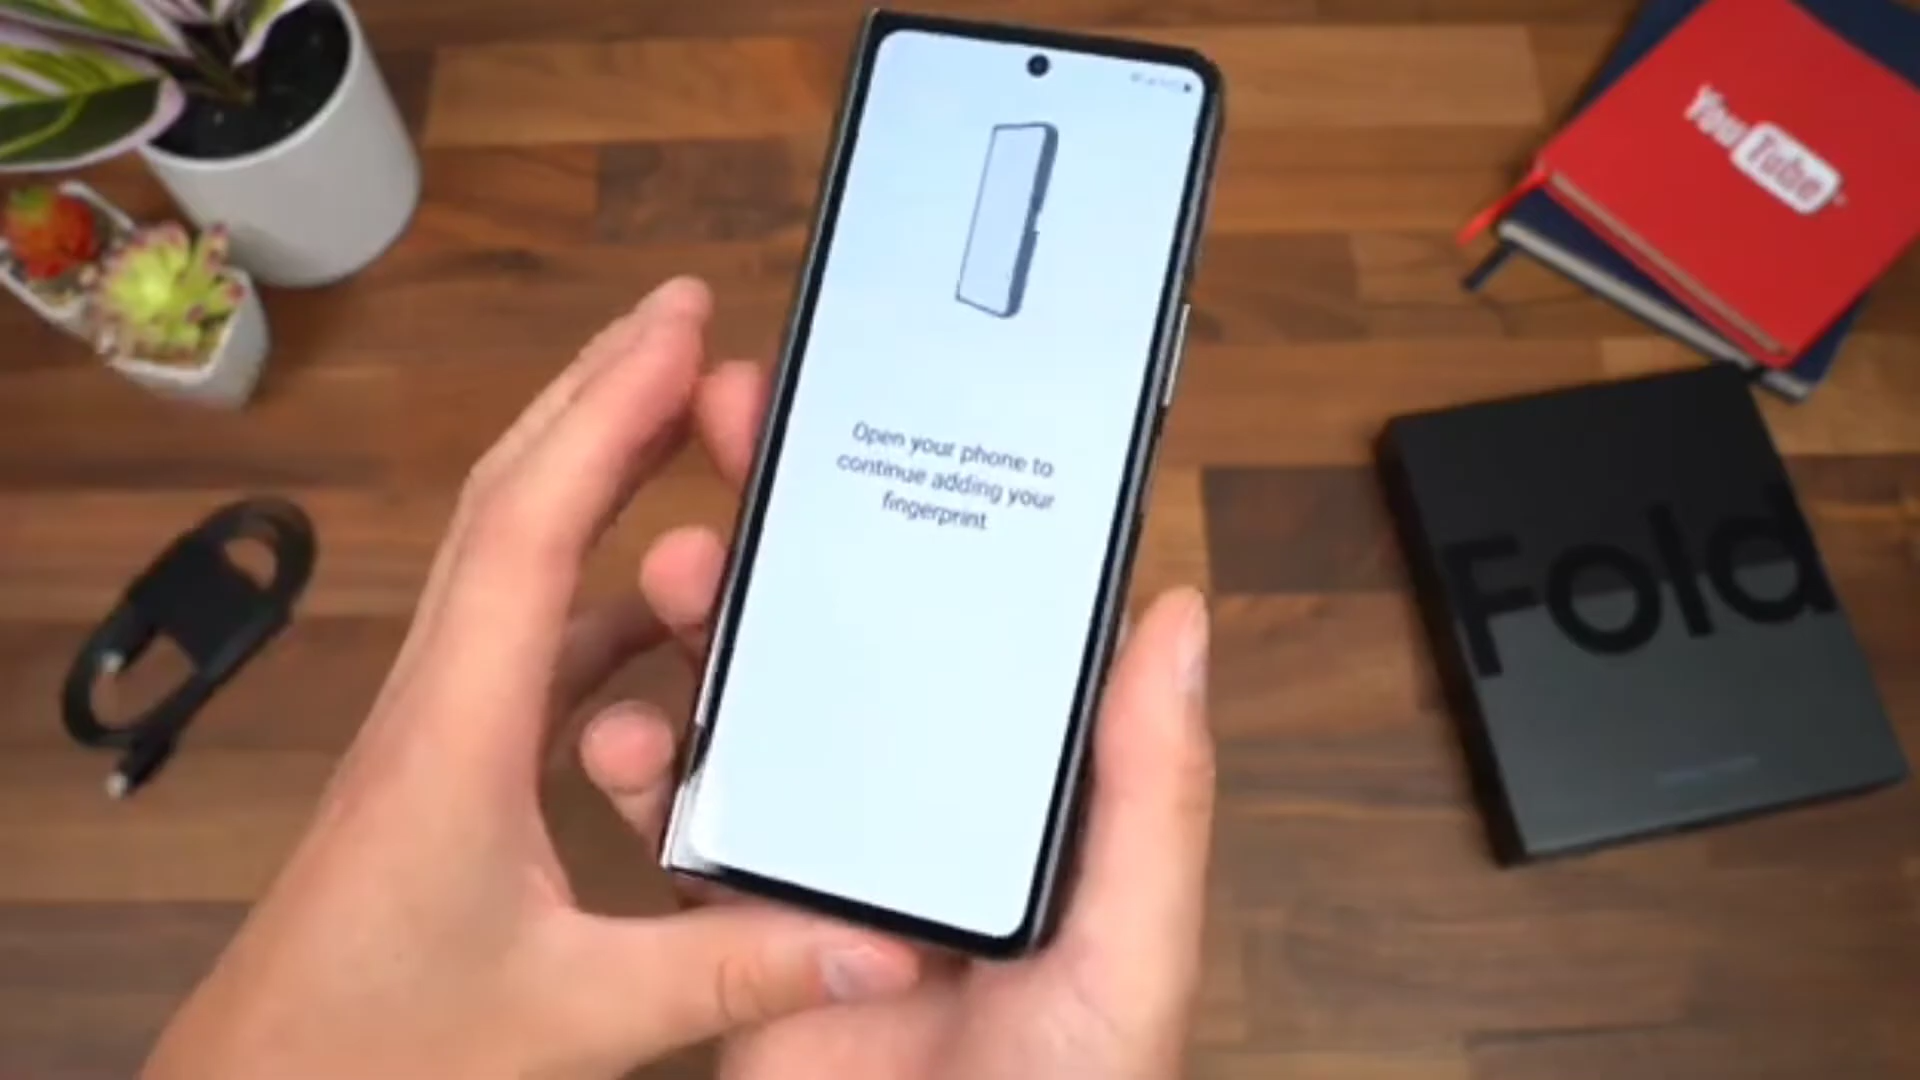 Open your phone to
continue adding your
fingerprint
YouTube
Fold